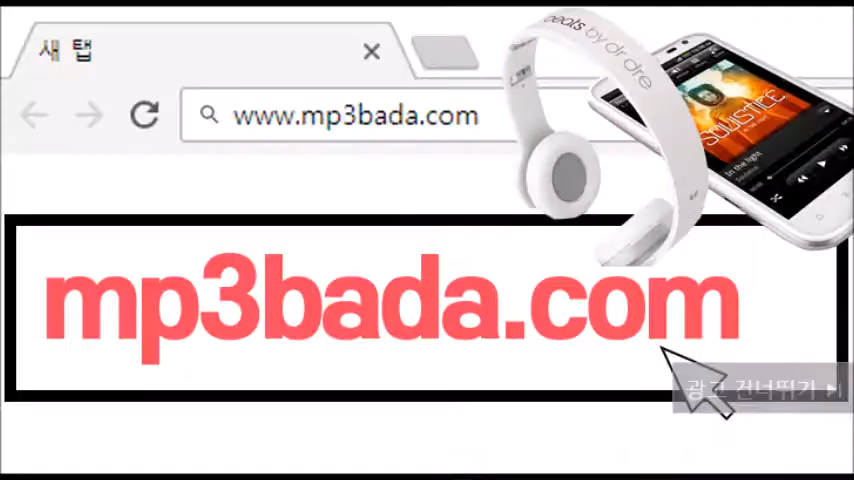 새 탭
www.mp3bada.com
beats by dr dre
SOULSTICE
In the light
mp3bada.com
광고 건너뛰기